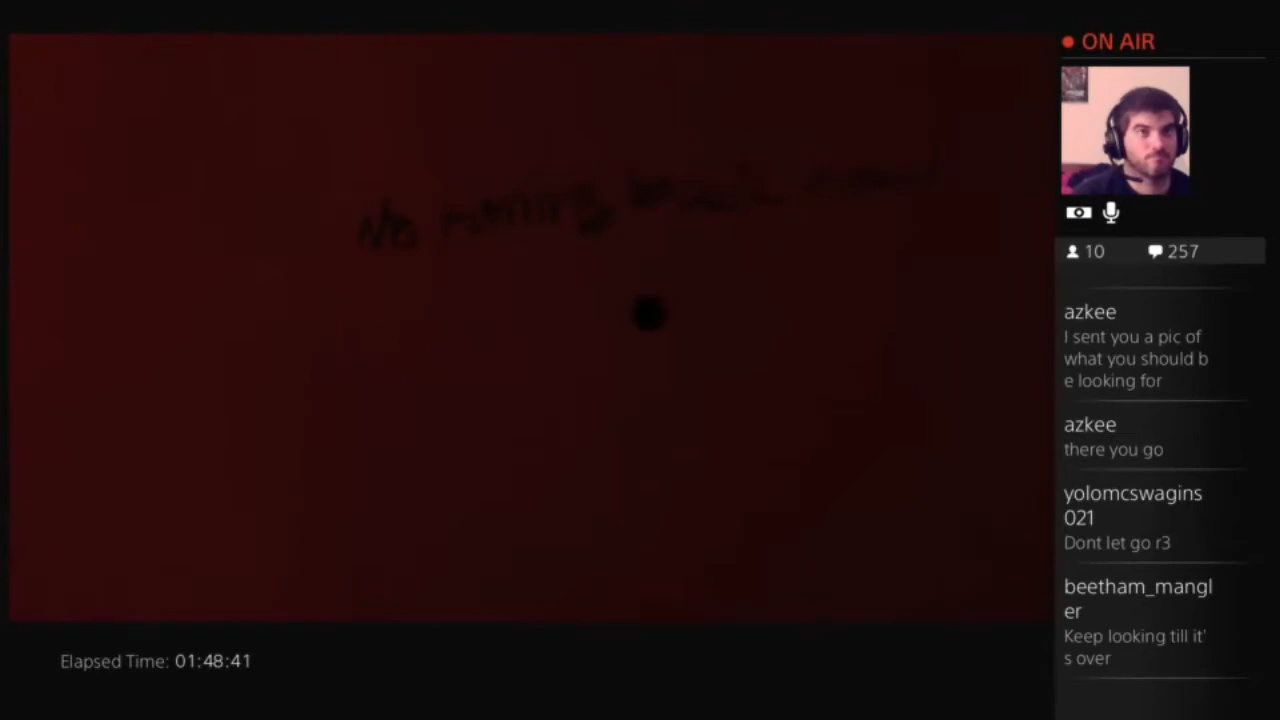 ON AIR
10 257
azkee
I sent you a pic of
what you should b
e looking for
azkee
there you go
yolomcswagins
021
Dont let go r3
beetham_mangl
er
Keep looking till it'
s over
Elapsed Time: 01:48:41